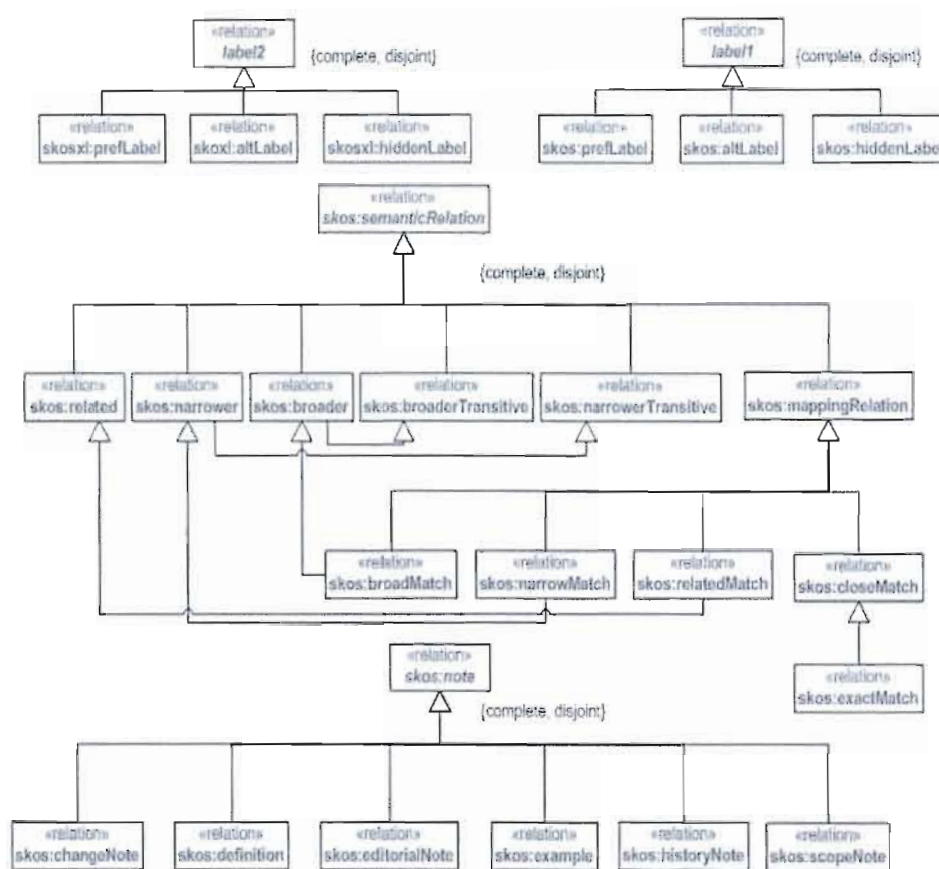 «relation»
label2
{complete, disjoint}
«relation»
label1
{complete, disjoint}
«relation»
skosxl:prefLabel
«relation»
skoxl:altLabel
«relation»
skosxl:hiddenLabel
«relation»
skos:prefLabel
«relation»
skos:altLabel
«relation»
skos:hiddenLabel
«relation»
skos:semanticRelation
{complete, disjoint}
«relation»
skos:related
«relation»
skos:narrower
«relation»
skos:broader
«relation»
skos:broaderTransitive
«relation»
skos:narrowerTransitive
«relation»
skos:mappingRelation
«relation»
skos:broadMatch
«relation»
skos:narrowMatch
«relation»
skos:relatedMatch
«relation»
skos:closeMatch
«relation»
skos:note
{complete, disjoint}
«relation»
skos:exactMatch
«relation»
skos:changeNote
«relation»
skos:definition
«relation»
skos:editorialNote
«relation»
skos:example
«relation»
skos:historyNote
«relation»
skos:scopeNote